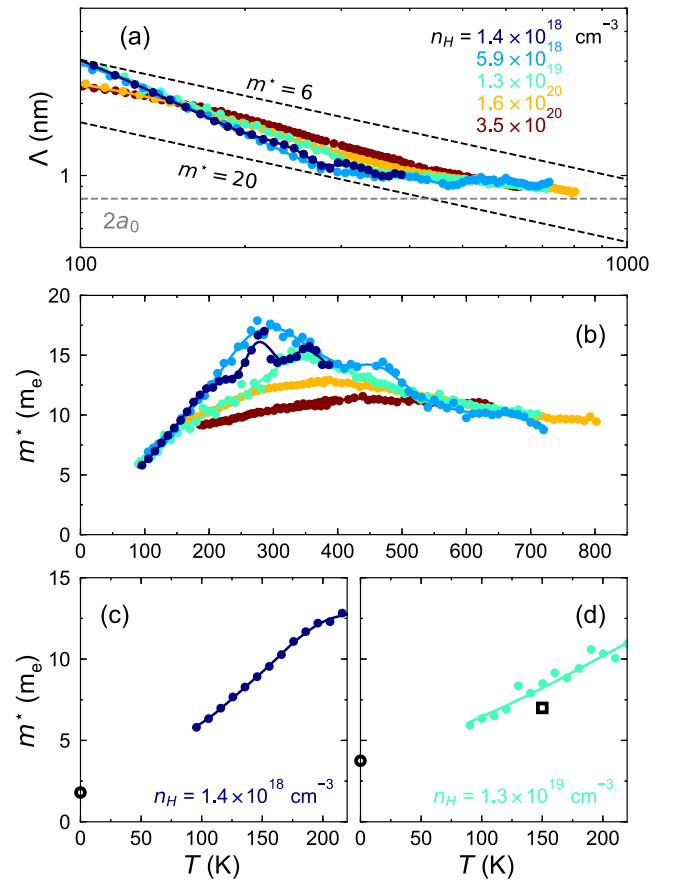 (a)
n_H = 1.4 × 10^18 cm^−3
5.9 × 10^18
1.3 × 10^19
1.6 × 10^20
3.5 × 10^20
m* = 6
m* = 20
2a_0
Λ (nm)
1
100
1000
(b)
m* (m_e)
20
15
10
5
0
0 100 200 300 400 500 600 700 800
(c)
(d)
m* (m_e)
15
10
5
0
n_H = 1.4 × 10^18 cm^−3
n_H = 1.3 × 10^19 cm^−3
0 50 100 150 200 0 50 100 150 200
T (K)
T (K)